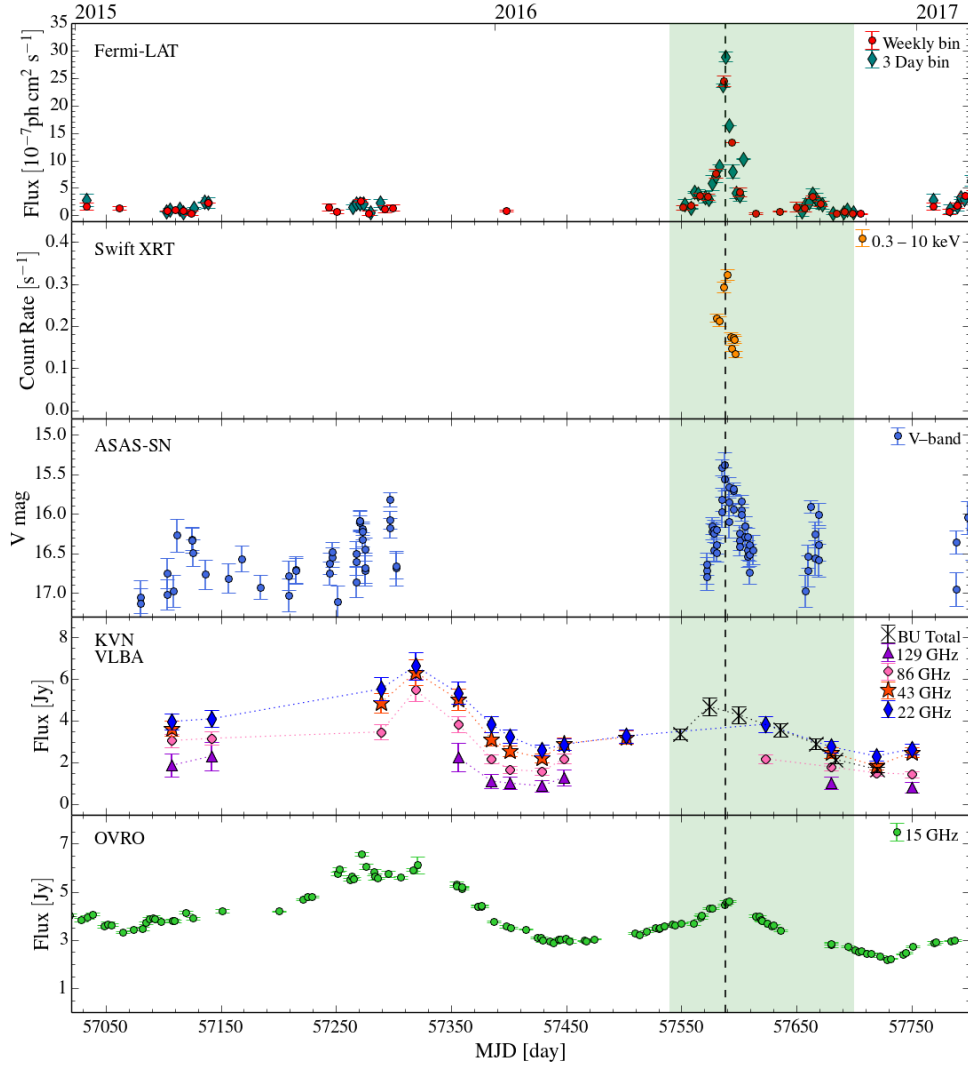 2015 2016 2017
Fermi-LAT
Weekly bin
3 Day bin
35
30
25
20
15
10
5
0
Flux [10⁻⁷ph cm² s⁻¹]
Swift XRT
0.3 – 10 keV
0.4
0.3
0.2
0.1
0.0
Count Rate [s⁻¹]
ASAS-SN
V–band
15.0
15.5
16.0
16.5
17.0
V mag
KVN
VLBA
BU Total
129 GHz
86 GHz
43 GHz
22 GHz
8
6
4
2
0
Flux [Jy]
OVRO
15 GHz
7
5
3
1
Flux [Jy]
57050 57150 57250 57350 57450 57550 57650 57750
MJD [day]